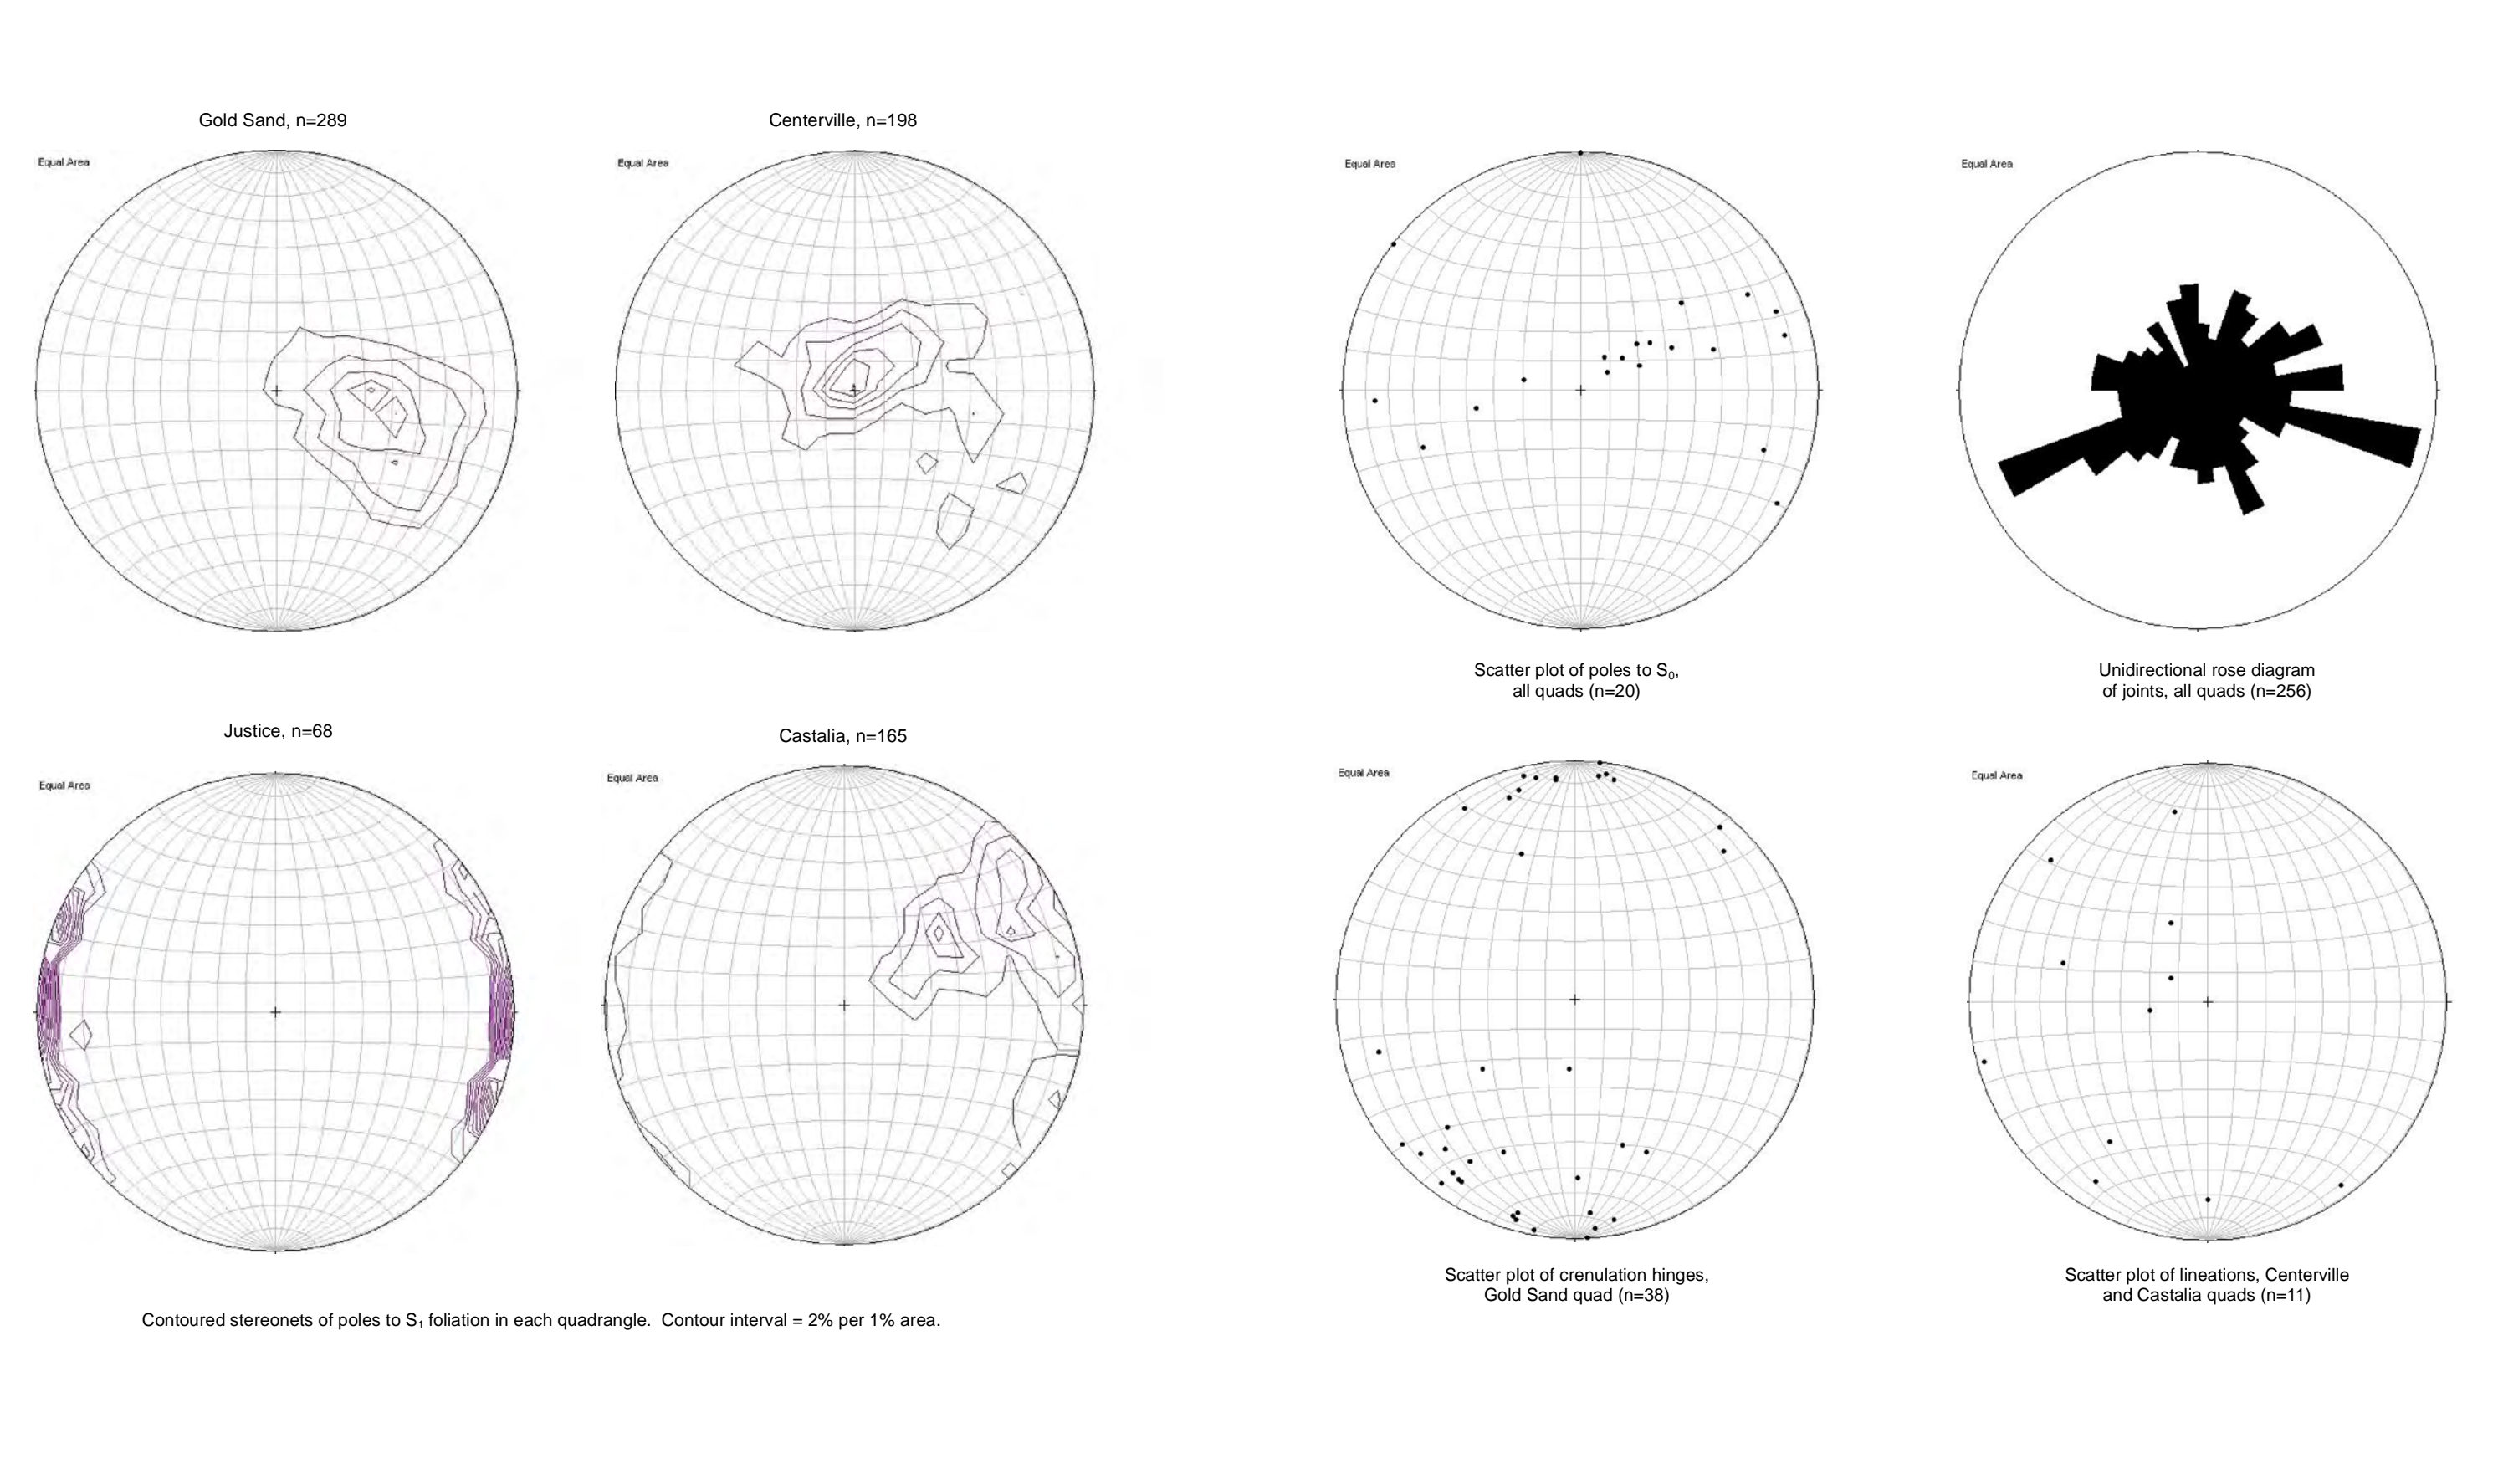 Gold Sand, n=289
Equal Area
Centerville, n=198
Equal Area
Justice, n=68
Equal Area
Castalia, n=165
Equal Area
Contoured stereonets of poles to S₁ foliation in each quadrangle.  Contour interval = 2% per 1% area.
Equal Area
Scatter plot of poles to S₀,
all quads (n=20)
Equal Area
Unidirectional rose diagram
of joints, all quads (n=256)
Equal Area
Scatter plot of crenulation hinges,
Gold Sand quad (n=38)
Equal Area
Scatter plot of lineations, Centerville
and Castalia quads (n=11)